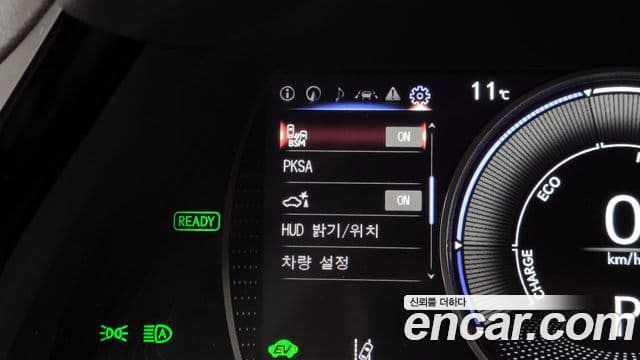 11℃
BSM ON
PKSA
ON
HUD 밝기/위치
차량 설정
READY
A
EV
ECO
CHARGE
0
km/h
신뢰를 더하다
encar.com